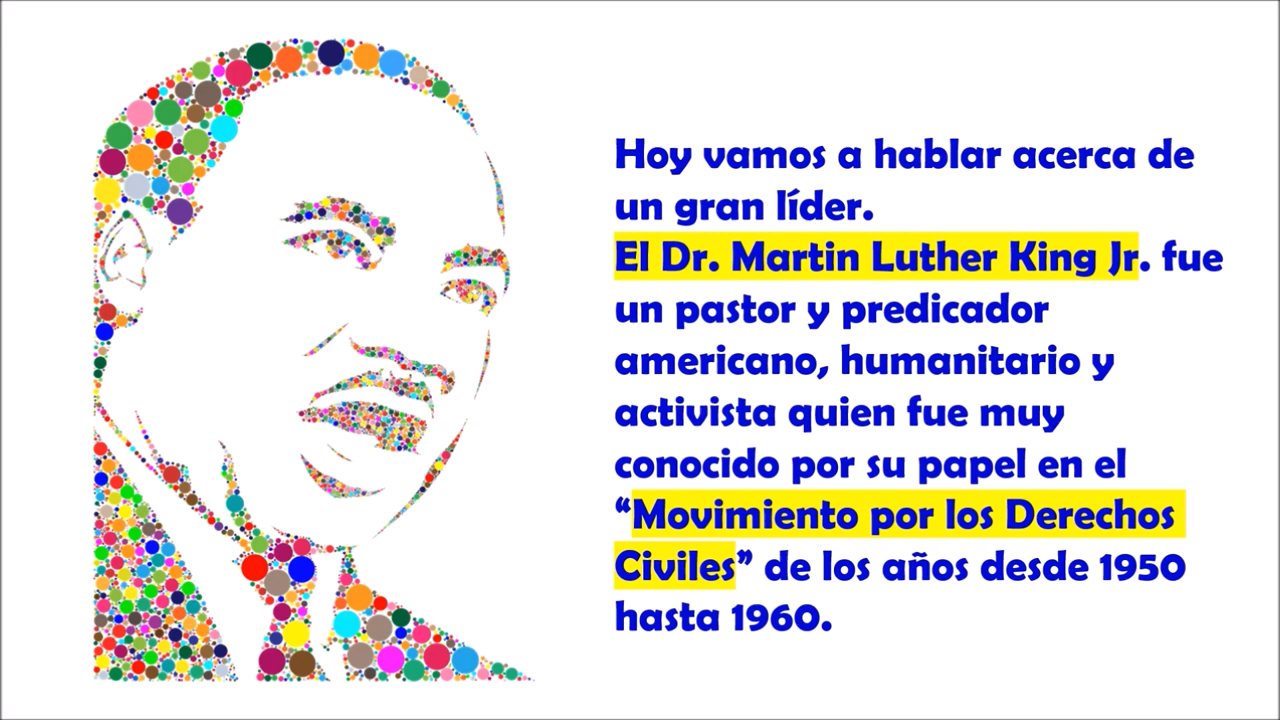 Hoy vamos a hablar acerca de
un gran líder.
El Dr. Martin Luther King Jr. fue
un pastor y predicador
americano, humanitario y
activista quien fue muy
conocido por su papel en el
“Movimiento por los Derechos
Civiles” de los años desde 1950
hasta 1960.